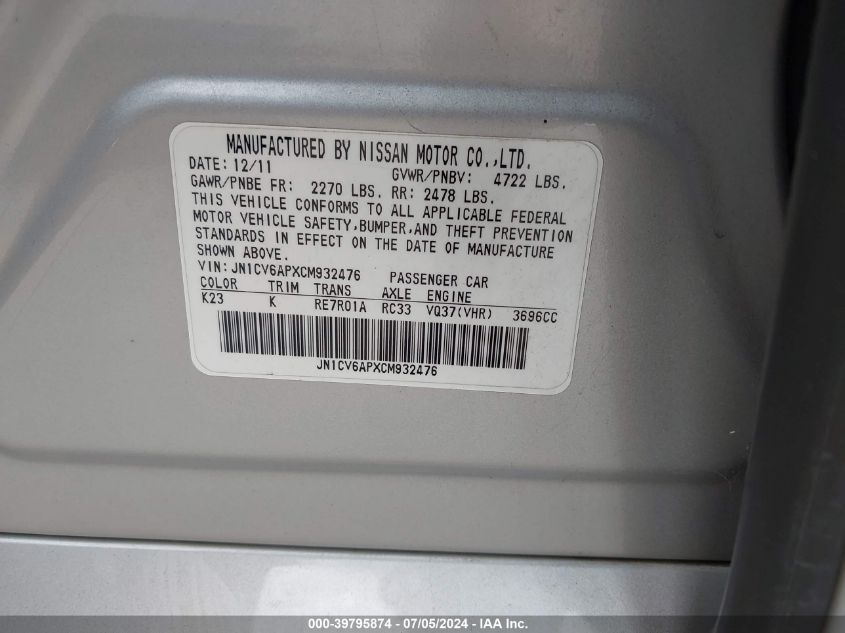 MANUFACTURED BY NISSAN MOTOR CO.,LTD.
DATE: 12/11 GVWR/PNBV: 4722 LBS.
GAWR/PNBE FR: 2270 LBS. RR: 2478 LBS.
THIS VEHICLE CONFORMS TO ALL APPLICABLE FEDERAL
MOTOR VEHICLE SAFETY,BUMPER,AND THEFT PREVENTION
STANDARDS IN EFFECT ON THE DATE OF MANUFACTURE
SHOWN ABOVE.
VIN: JN1CV6APXCM932476 PASSENGER CAR
COLOR TRIM TRANS AXLE ENGINE
K23 K RE7R01A RC33 VQ37(VHR) 3696CC
JN1CV6APXCM932476
000-39795874 / 07/05/2024 - IAA Inc.